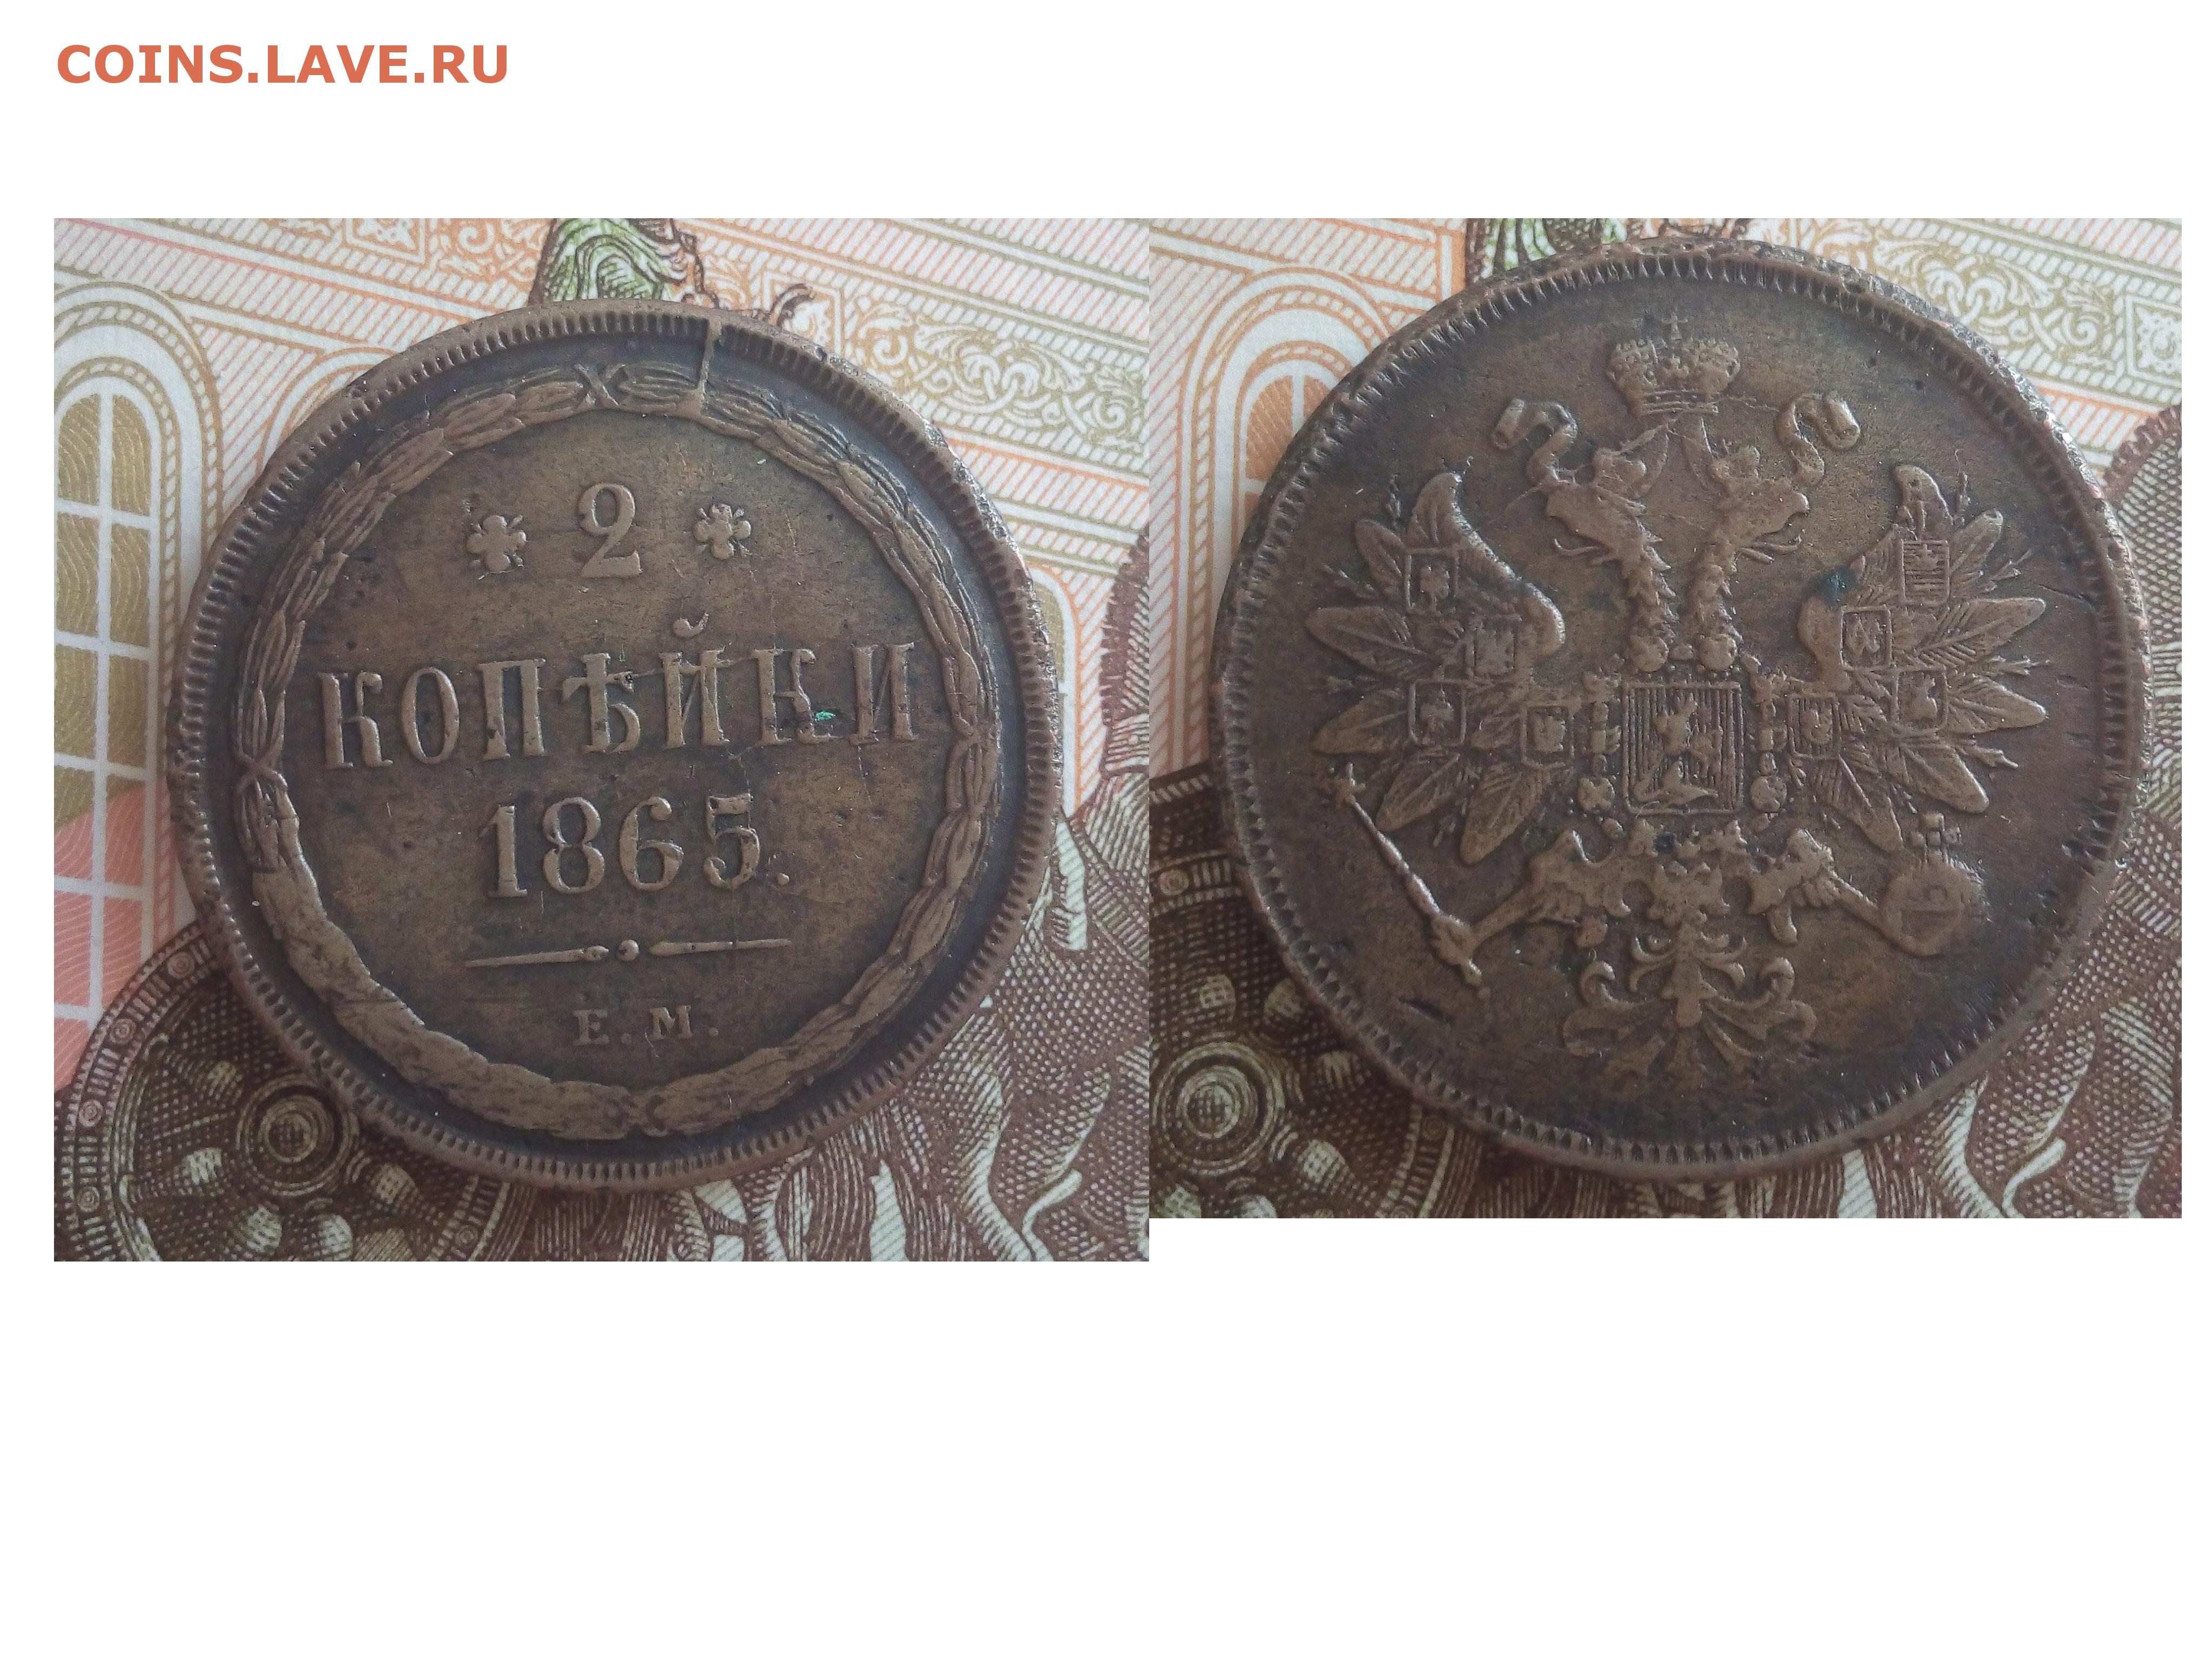 COINS.LAVE.RU
2
КОПѢЙКИ
1865.
Е.М.